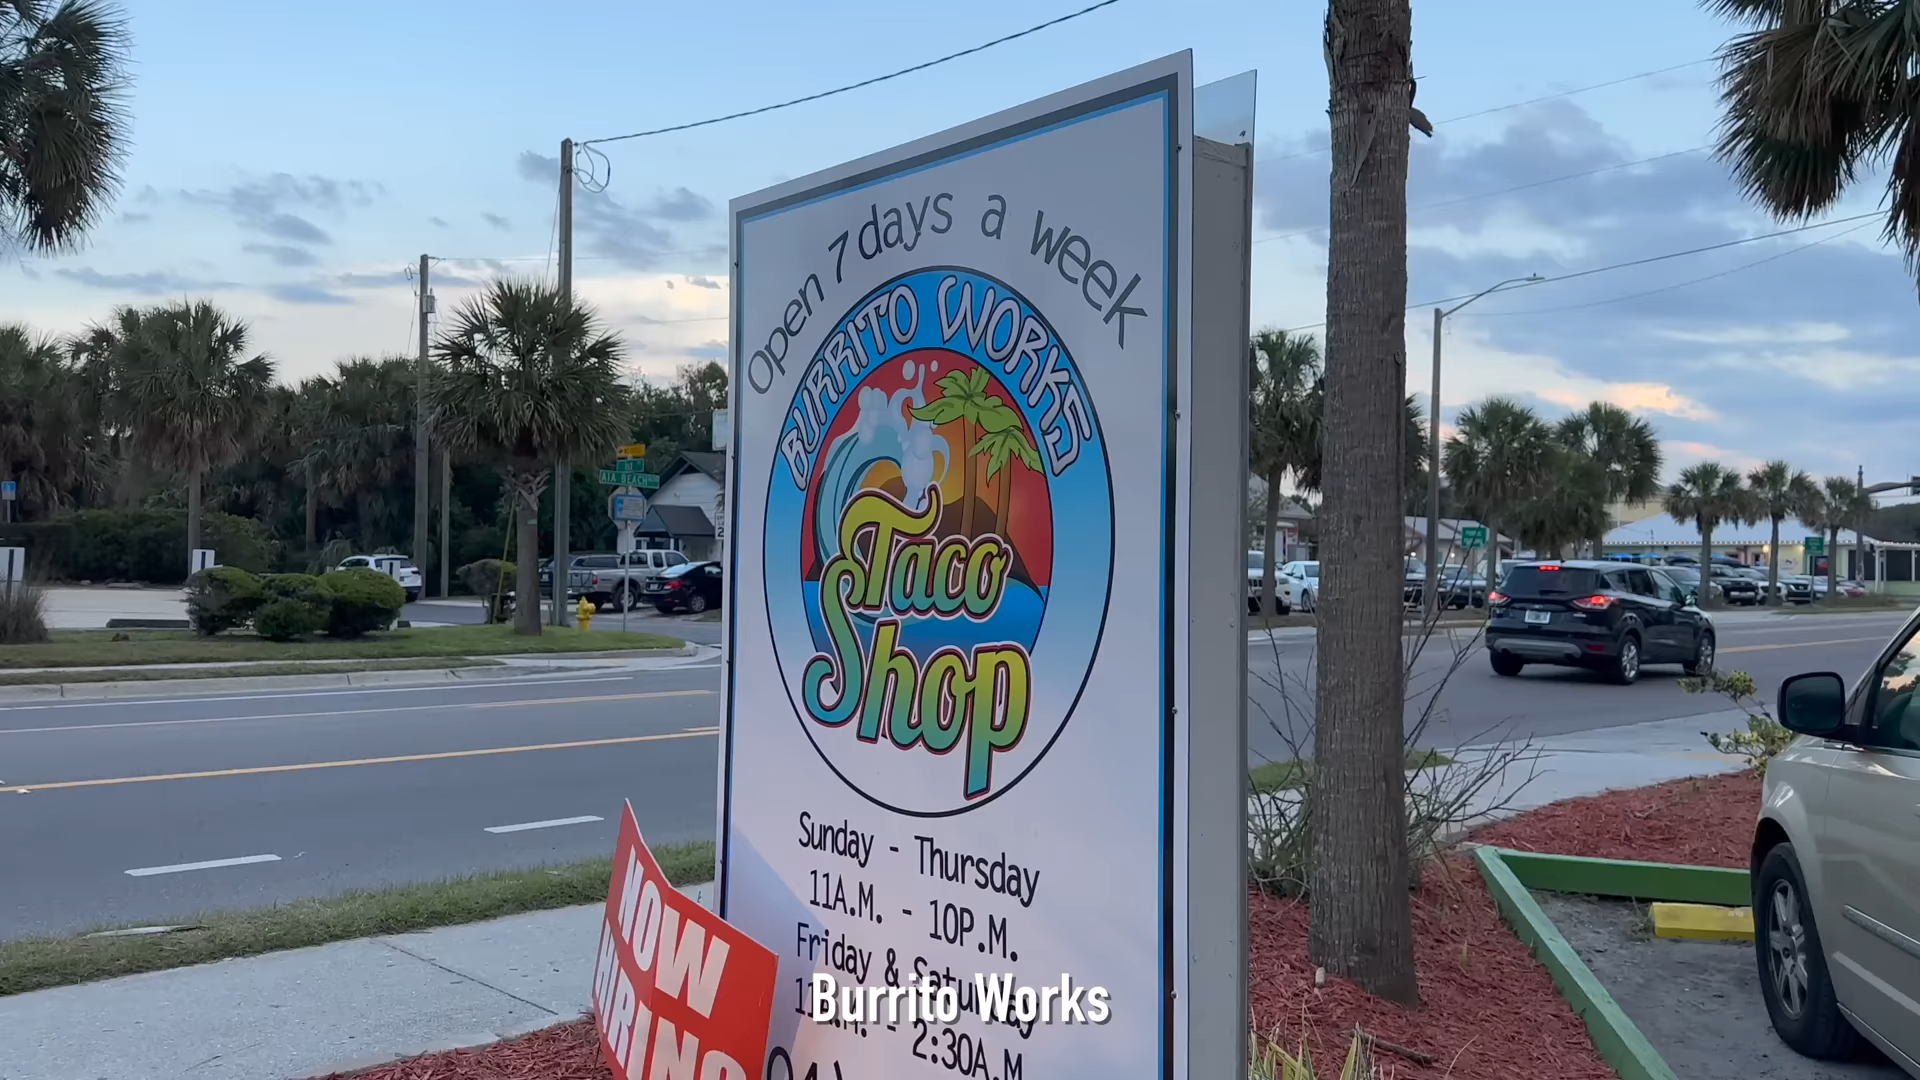 Open 7 days a week
BURRITO WORKS
Taco
Shop
Sunday - Thursday
11A.M. - 10P.M.
Friday & Saturday
- 2:30A.M
NOW
HIRING
A1A BEACH
Burrito Works